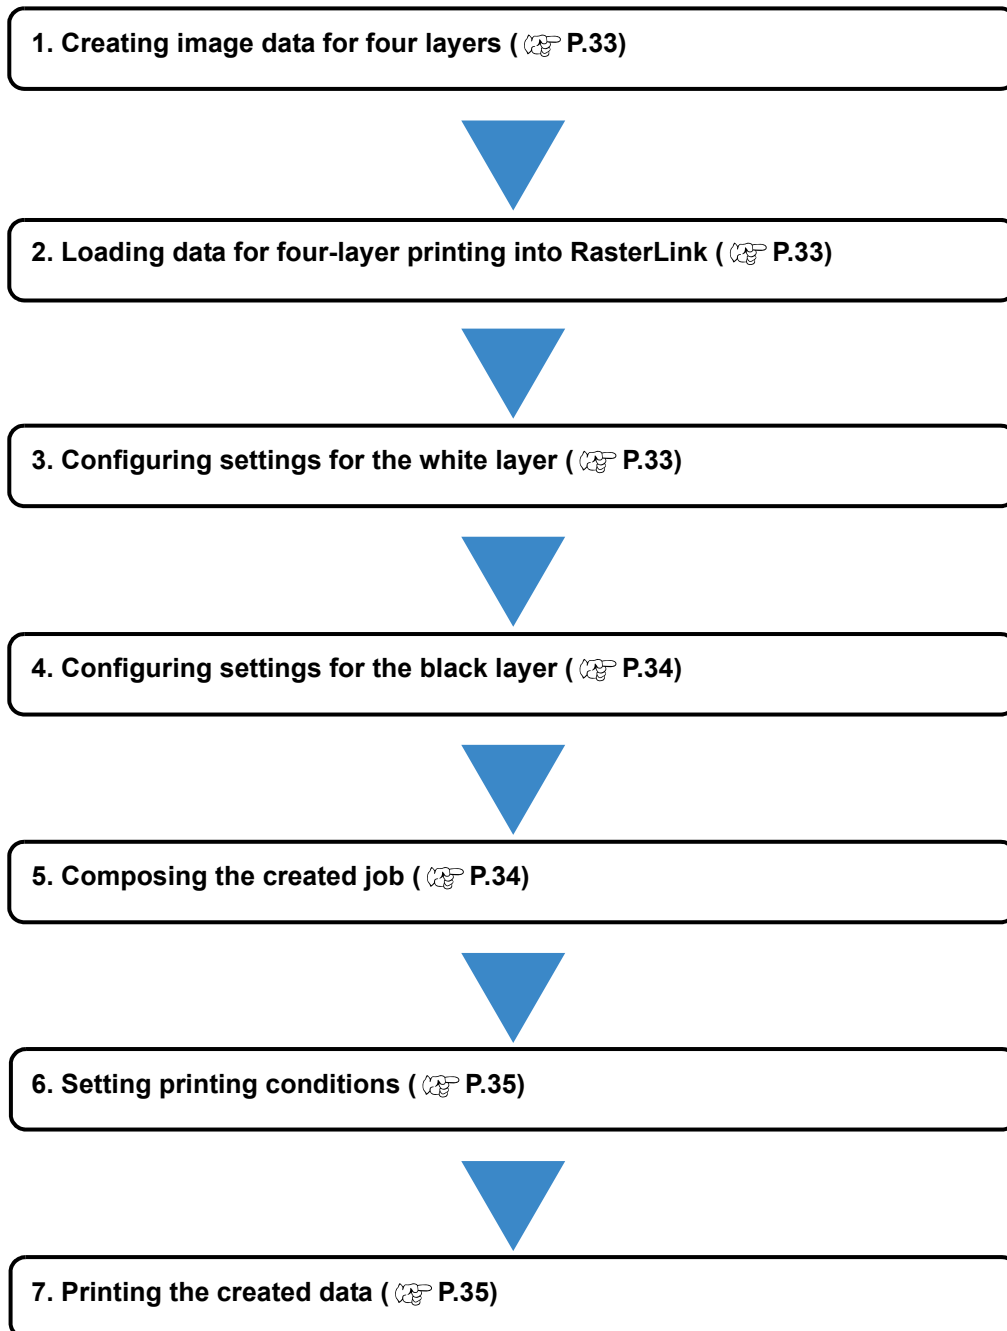 1. Creating image data for four layers ( P.33)
2. Loading data for four-layer printing into RasterLink ( P.33)
3. Configuring settings for the white layer ( P.33)
4. Configuring settings for the black layer ( P.34)
5. Composing the created job ( P.34)
6. Setting printing conditions ( P.35)
7. Printing the created data ( P.35)